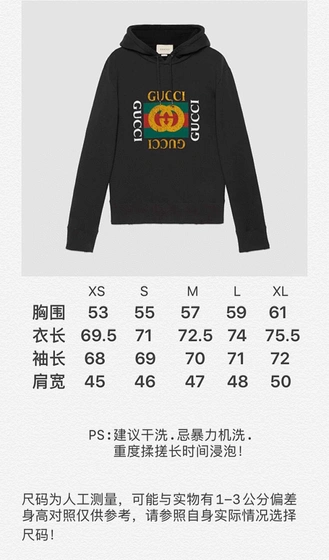 GUCCI
GUCCI
GUCCI
GUCCI
XS S M L XL
胸围 53 55 57 59 61
衣长 69.5 71 72.5 74 75.5
袖长 68 69 70 71 72
肩宽 45 46 47 48 50
PS:建议干洗.忌暴力机洗.
重度揉搓长时间浸泡!
尺码为人工测量，可能与实物有1-3公分偏差
身高对照仅供参考，请参照自身实际情况选择
尺码！